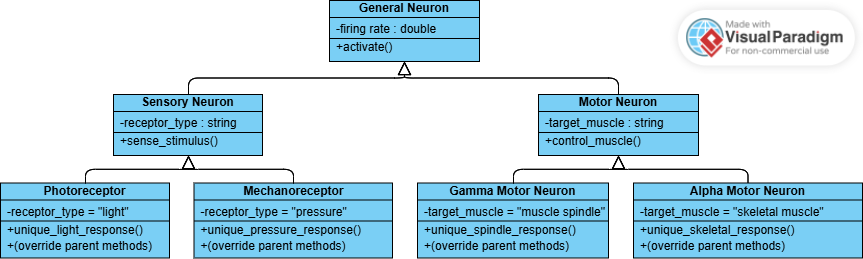 General Neuron
-firing rate : double
+activate()
Made with
Visual Paradigm
For non-commercial use
Sensory Neuron
-receptor_type : string
+sense_stimulus()
Motor Neuron
-target_muscle : string
+control_muscle()
Photoreceptor
-receptor_type = "light"
+unique_light_response()
+(override parent methods)
Mechanoreceptor
-receptor_type = "pressure"
+unique_pressure_response()
+(override parent methods)
Gamma Motor Neuron
-target_muscle = "muscle spindle"
+unique_spindle_response()
+(override parent methods)
Alpha Motor Neuron
-target_muscle = "skeletal muscle"
+unique_skeletal_response()
+(override parent methods)